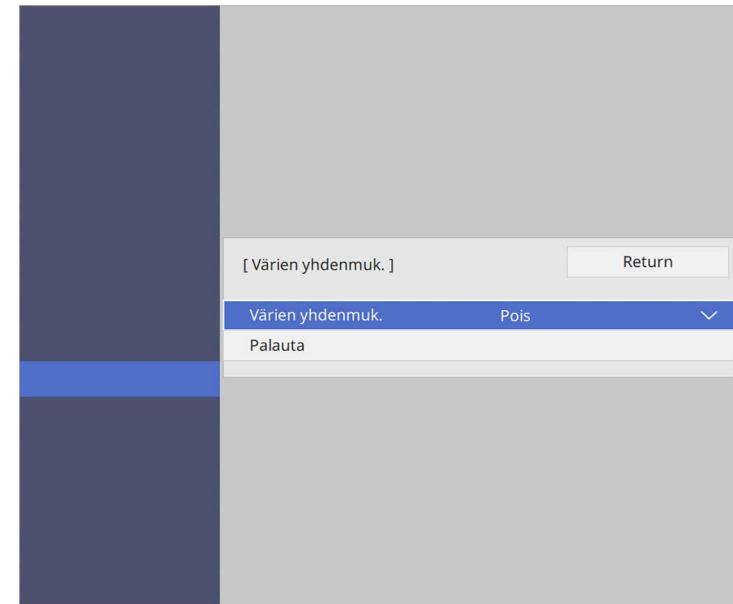 [ Värien yhdenmuk. ] Return
Värien yhdenmuk. Pois
Palauta